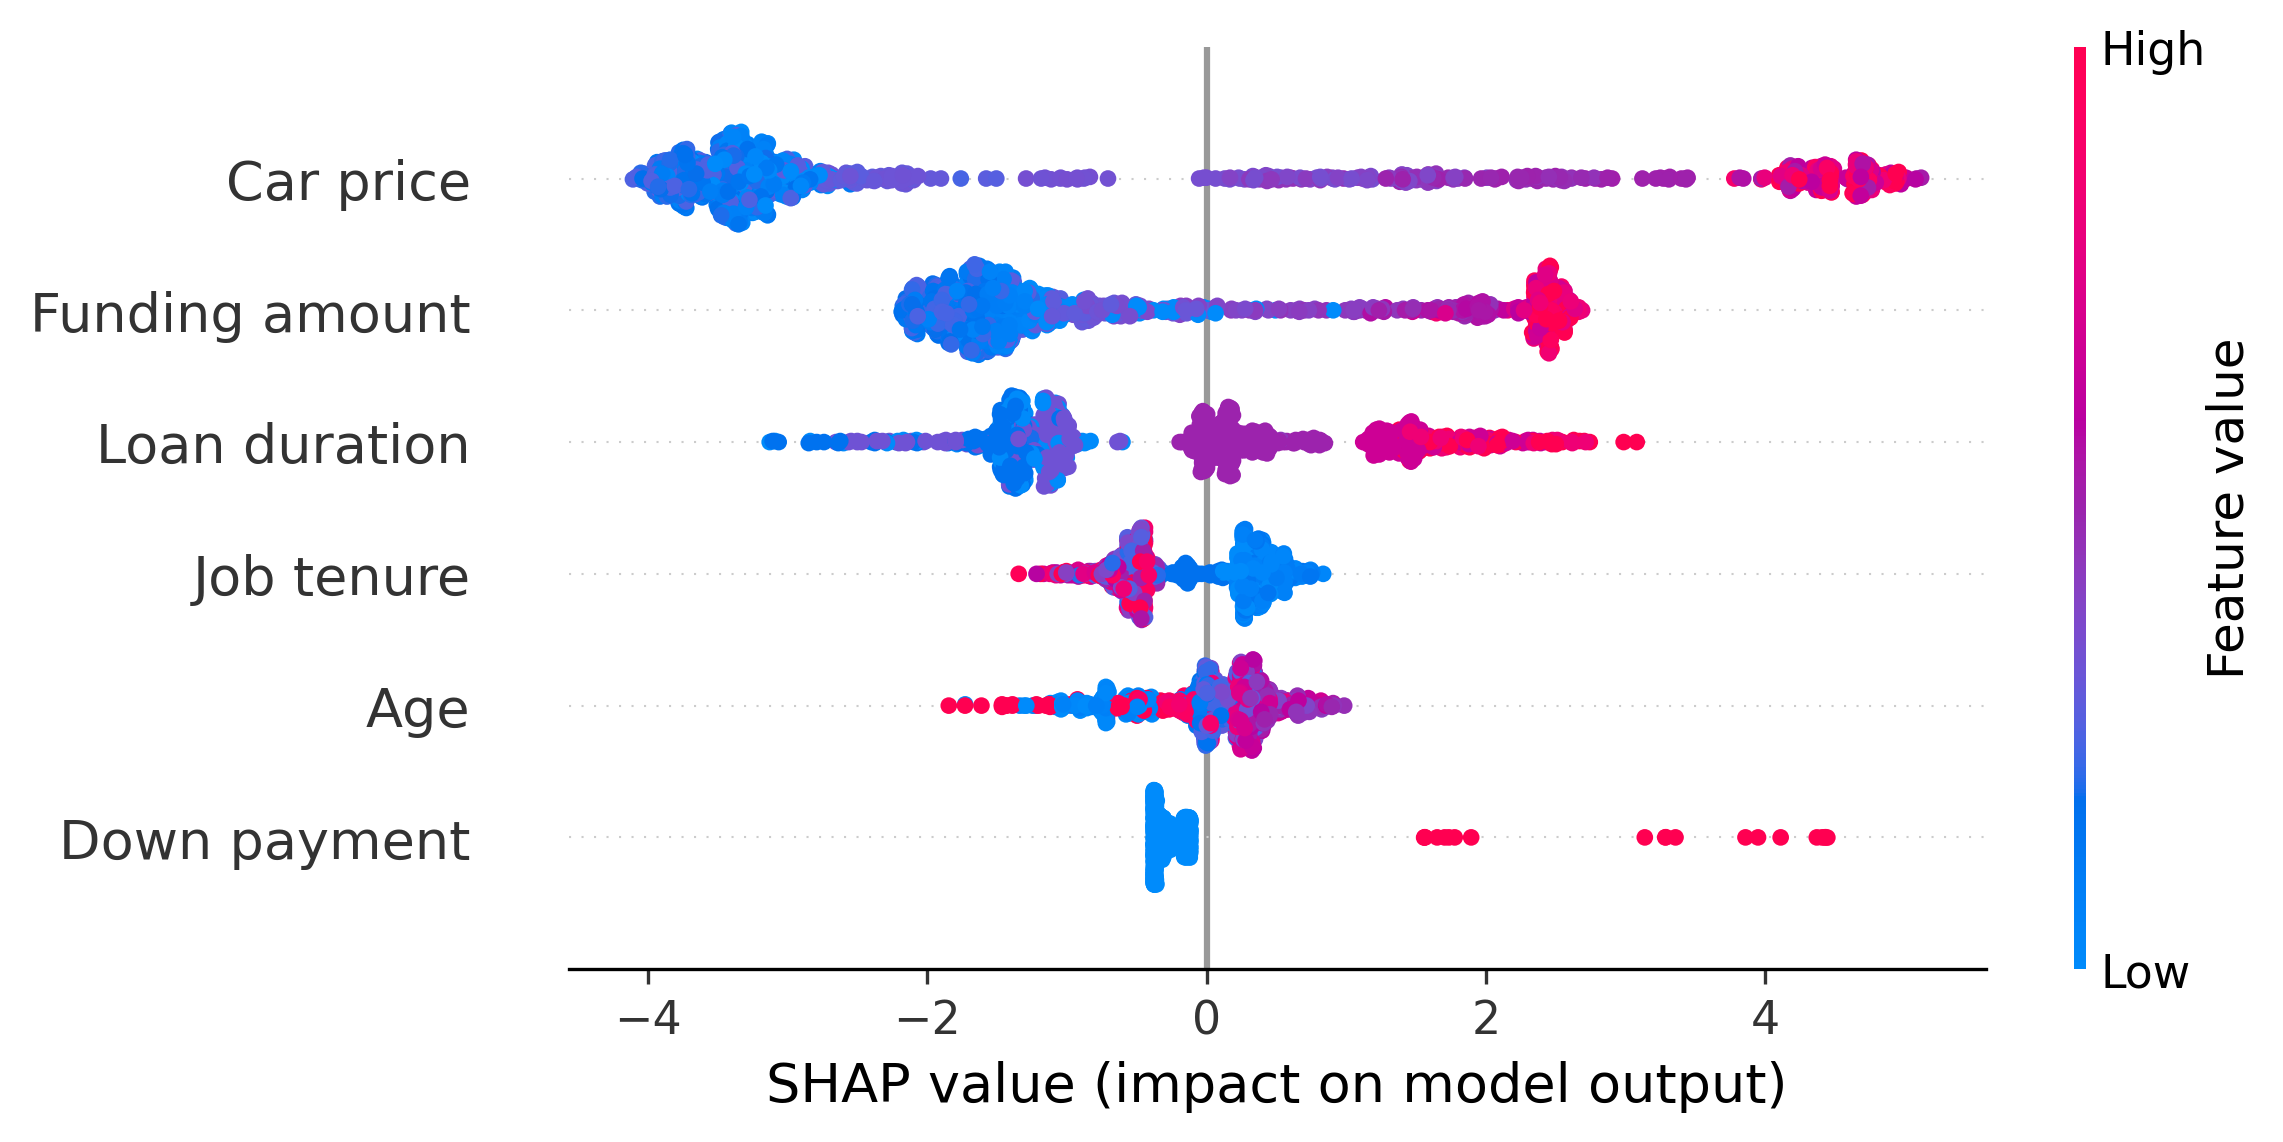 High
Car price
Funding amount
Loan duration
Job tenure
Age
Down payment
Feature value
Low
−4 −2 0 2 4
SHAP value (impact on model output)